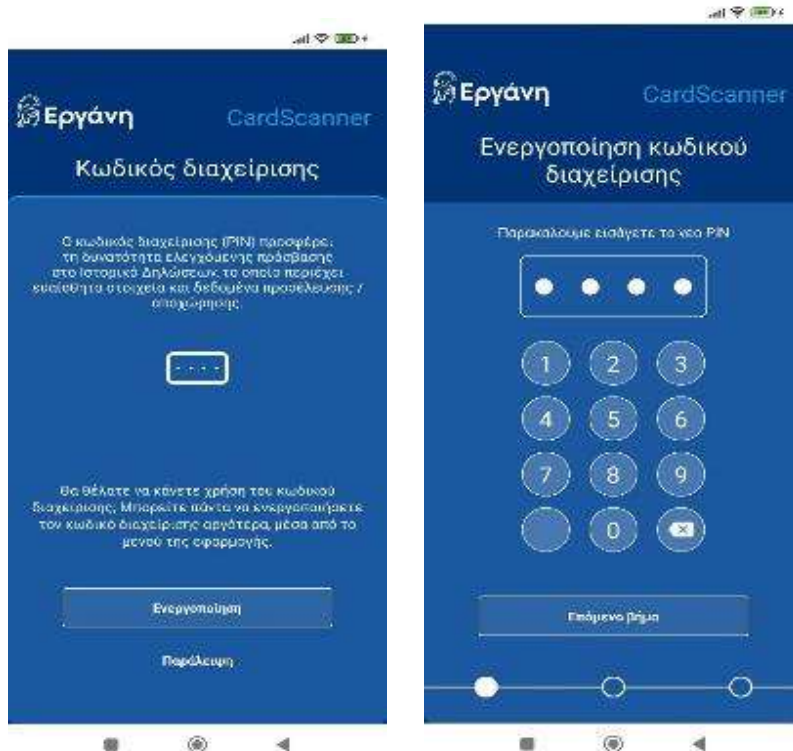 Εργάνη CardScanner
Κωδικός διαχείρισης
Ο κωδικός διαχείρισης (PIN) προσφέρει
τη δυνατότητα ελεγχόμενης πρόσβασης
στο Ιστορικό Δηλώσεων, το οποίο περιέχει
ευαίσθητα στοιχεία και δεδομένα προσέλευσης /
αποχώρησης.
Θα θέλατε να κάνετε χρήση του κωδικού
διαχείρισης; Μπορείτε πάντα να ενεργοποιήσετε
τον κωδικό διαχείρισης αργότερα, μέσα από το
μενού της εφαρμογής.
Ενεργοποίηση
Παράλειψη
Εργάνη CardScanner
Ενεργοποίηση κωδικού
διαχείρισης
Παρακαλούμε εισάγετε το νέο PIN
1 2 3
4 5 6
7 8 9
0
Επόμενο βήμα